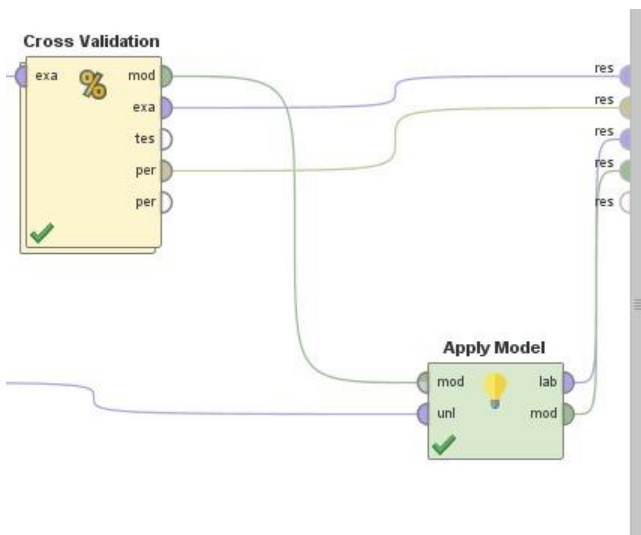 Cross Validation
exa % mod
exa
tes
per
per
res
res
res
res
res
Apply Model
mod lab
unl mod